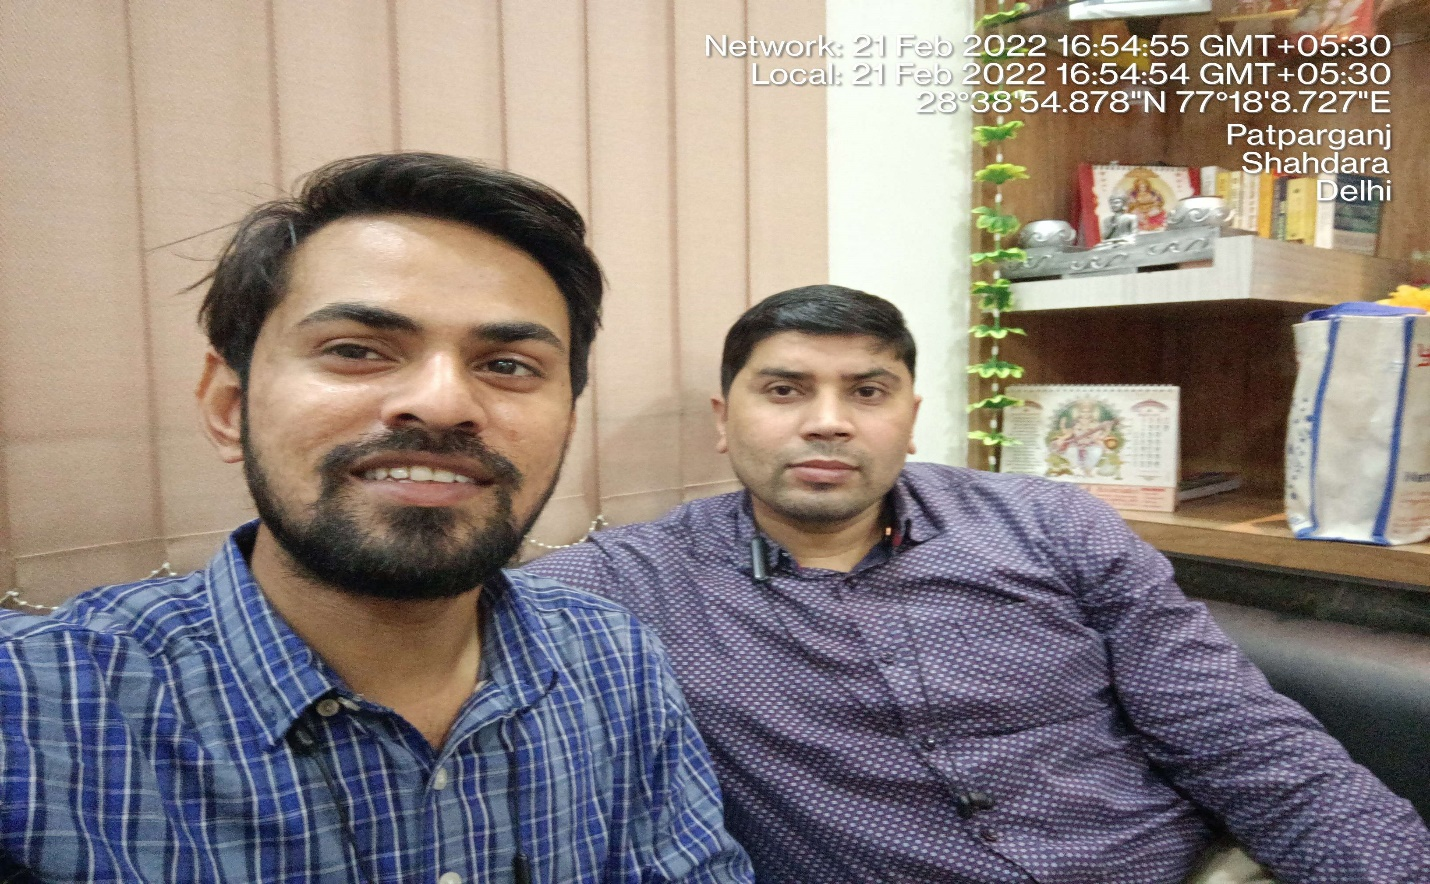 Network: 21 Feb 2022 16:54:55 GMT+05:30
Local: 21 Feb 2022 16:54:54 GMT+05:30
28°38'54.878"N 77°18'8.727"E
Patparganj
Shahdara
Delhi